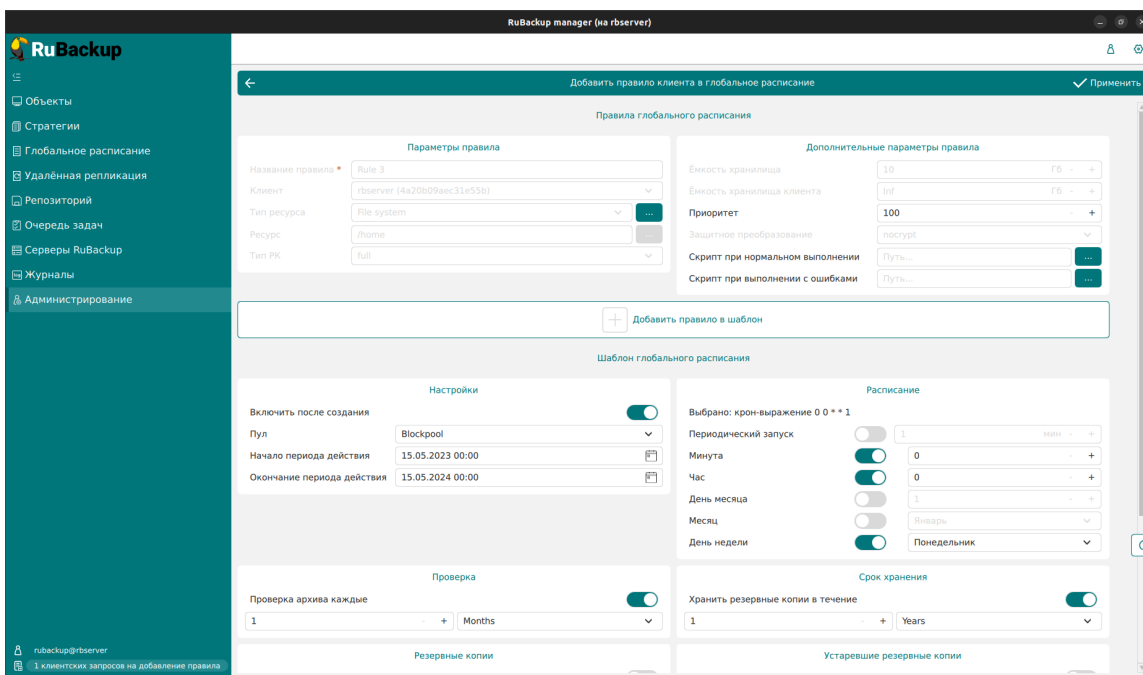 RuBackup manager (на rbserver)
RuBackup
Объекты
Стратегии
Глобальное расписание
Удалённая репликация
Репозиторий
Очередь задач
Серверы RuBackup
Журналы
Администрирование
rubackup@rbserver
1 клиентских запросов на добавление правила
Добавить правило клиента в глобальное расписание
Применить
Правила глобального расписания
Параметры правила
Название правила * Rule 3
Клиент rbserver (4a20b09aec31e55b)
Тип ресурса File system ...
Ресурс /home ...
Тип РК full
Дополнительные параметры правила
Ёмкость хранилища 10 Гб - +
Ёмкость хранилища клиента Inf Гб - +
Приоритет 100 - +
Защитное преобразование nocrypt
Скрипт при нормальном выполнении Путь... ...
Скрипт при выполнении с ошибками Путь... ...
+ Добавить правило в шаблон
Шаблон глобального расписания
Настройки
Включить после создания
Пул Blockpool
Начало периода действия 15.05.2023 00:00
Окончание периода действия 15.05.2024 00:00
Расписание
Выбрано: крон-выражение 0 0 * * 1
Периодический запуск 1 мин - +
Минута 0 - +
Час 0 - +
День месяца 1 - +
Месяц Январь
День недели Понедельник
Проверка
Проверка архива каждые
1 - + Months
Срок хранения
Хранить резервные копии в течение
1 - + Years
Резервные копии
Устаревшие резервные копии